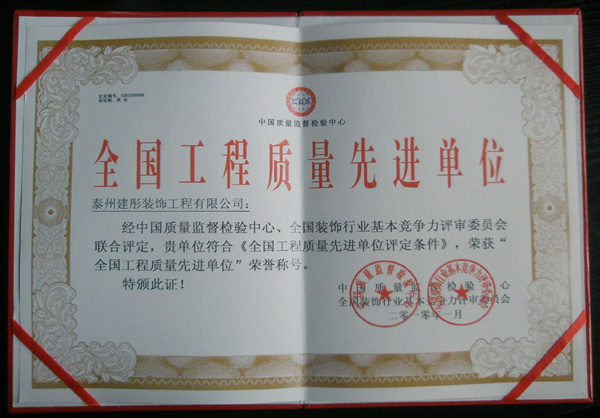 中国质量监督检验中心
全国工程质量先进单位
泰州建彤装饰工程有限公司：
经中国质量监督检验中心、全国装饰行业基本竞争力评审委员会
联合评定，贵单位符合《全国工程质量先进单位评定条件》，荣获“
全国工程质量先进单位”荣誉称号。
特颁此证！
中国质量监督检验中心
全国装饰行业基本竞争力评审委员会
二〇一〇年一月